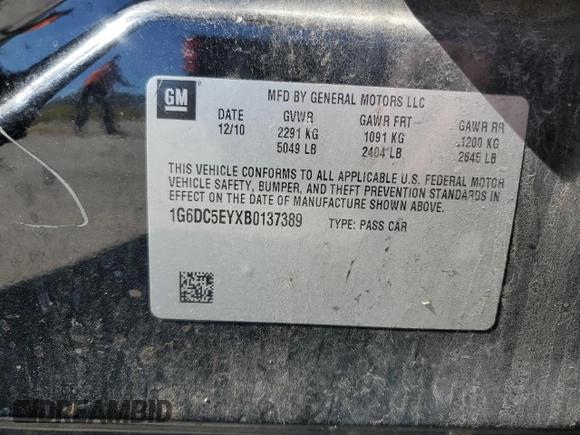 GM
MFD BY GENERAL MOTORS LLC
DATE GVWR GAWR FRT GAWR RR
12/10 2291 KG 1091 KG 1200 KG
5049 LB 2404 LB 2645 LB
THIS VEHICLE CONFORMS TO ALL APPLICABLE U.S. FEDERAL MOTOR
VEHICLE SAFETY, BUMPER, AND THEFT PREVENTION STANDARDS IN
EFFECT ON THE DATE OF MANUFACTURE SHOWN ABOVE.
1G6DC5EYXB0137389 TYPE: PASS CAR
DREAMBID